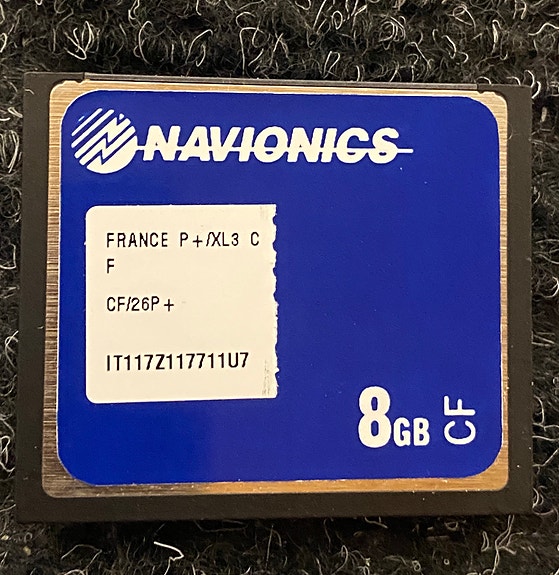 NAVIONICS
FRANCE P+/XL3 C
F
CF/26P+
IT117Z117711U7
8GB CF